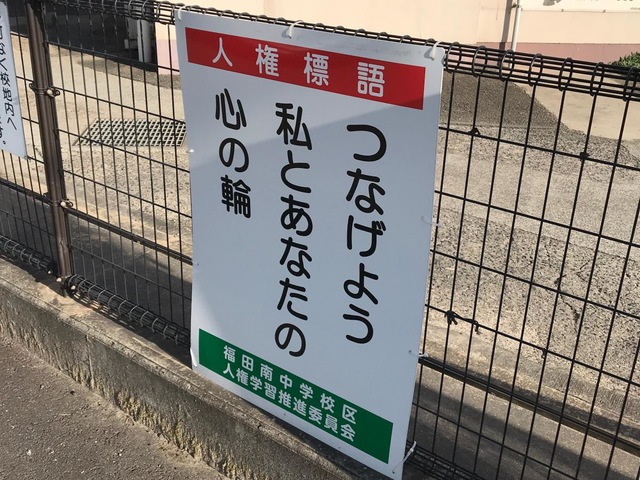 人権標語
つなげよう
私とあなたの
心の輪
福田南中学校区
人権学習推進委員会